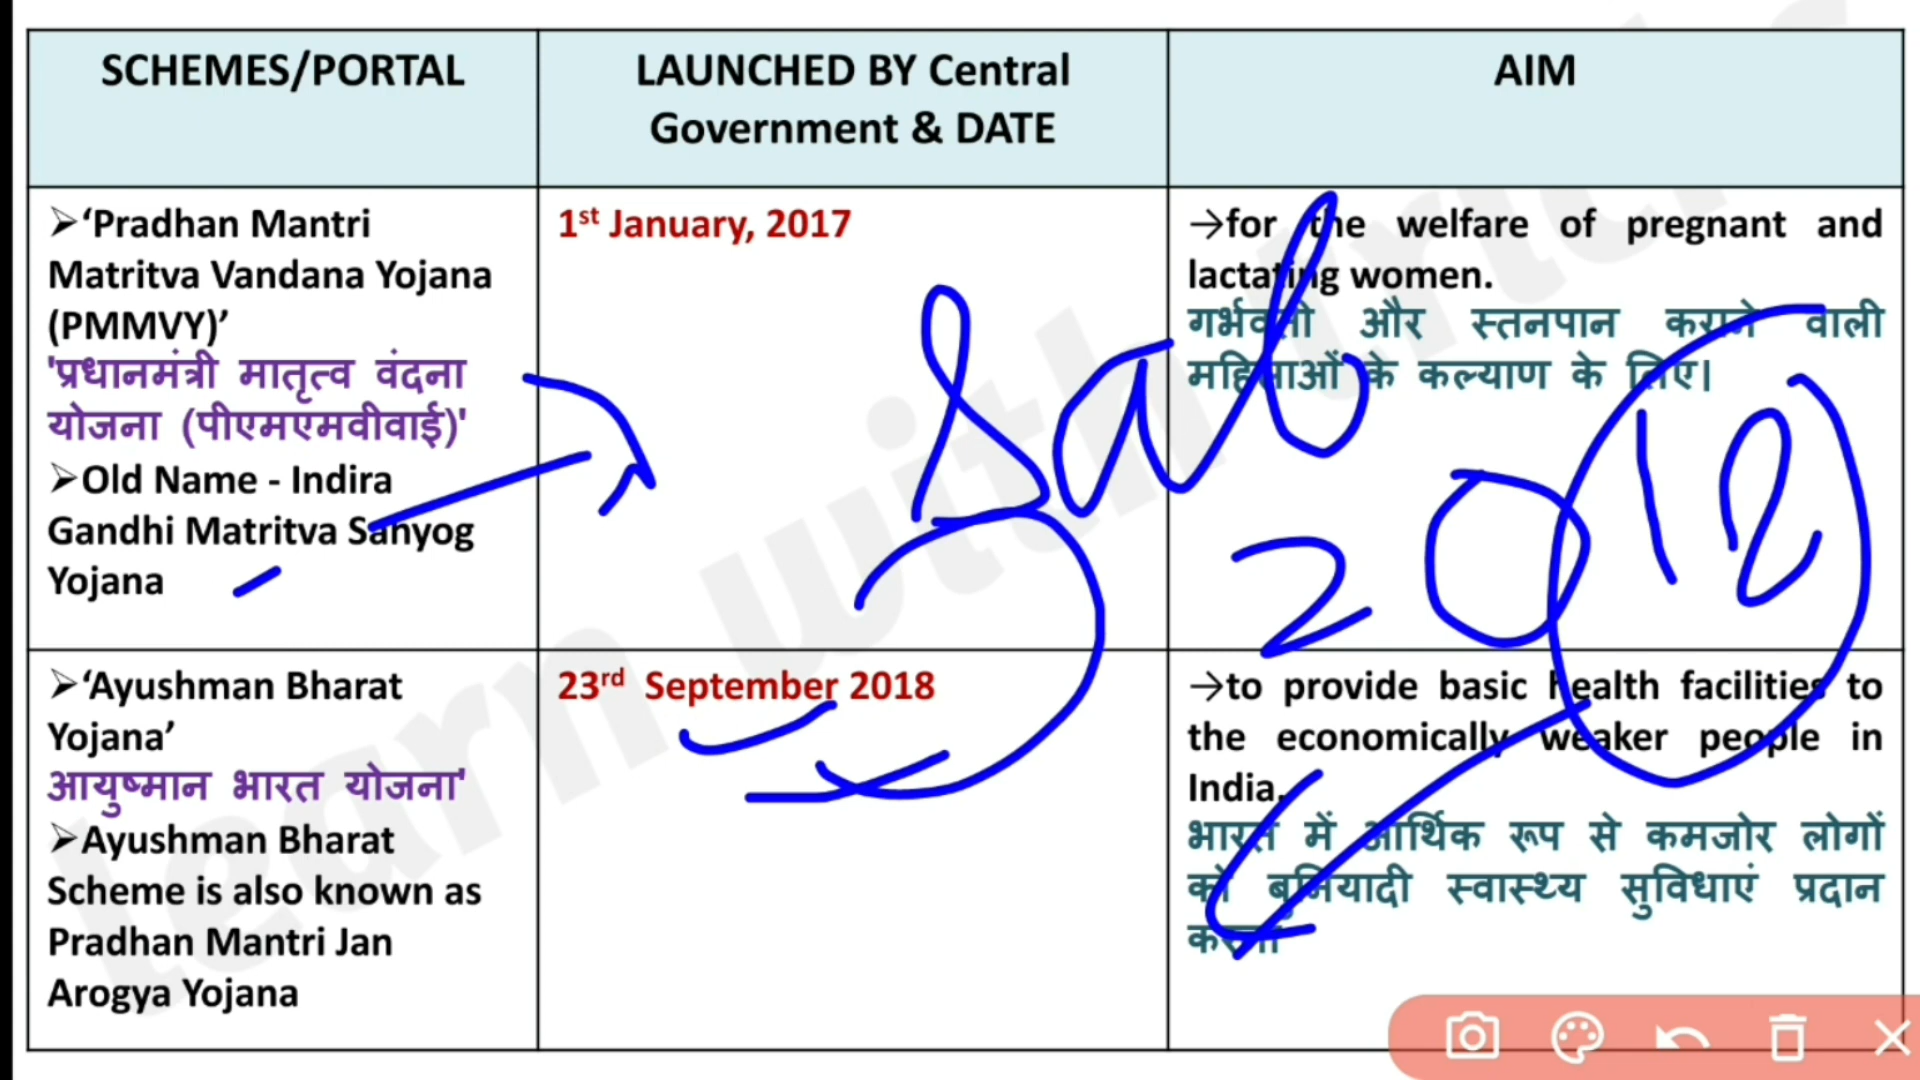 SCHEMES/PORTAL
LAUNCHED BY Central
Government & DATE
AIM
➢‘Pradhan Mantri
Matritva Vandana Yojana
(PMMVY)’
'प्रधानमंत्री मातृत्व वंदना
योजना (पीएमएमवीवाई)'
➢Old Name - Indira
Gandhi Matritva Sanyog
Yojana
1st January, 2017
→for the welfare of pregnant and
lactating women.
गर्भवती और स्तनपान कराने वाली
महिलाओं के कल्याण के लिए।
➢‘Ayushman Bharat
Yojana’
आयुष्मान भारत योजना'
➢Ayushman Bharat
Scheme is also known as
Pradhan Mantri Jan
Arogya Yojana
23rd September 2018
→to provide basic health facilities to
the economically weaker people in
India.
भारत में आर्थिक रूप से कमजोर लोगों
को बुनियादी स्वास्थ्य सुविधाएं प्रदान
करना
Sab
2018
learn with